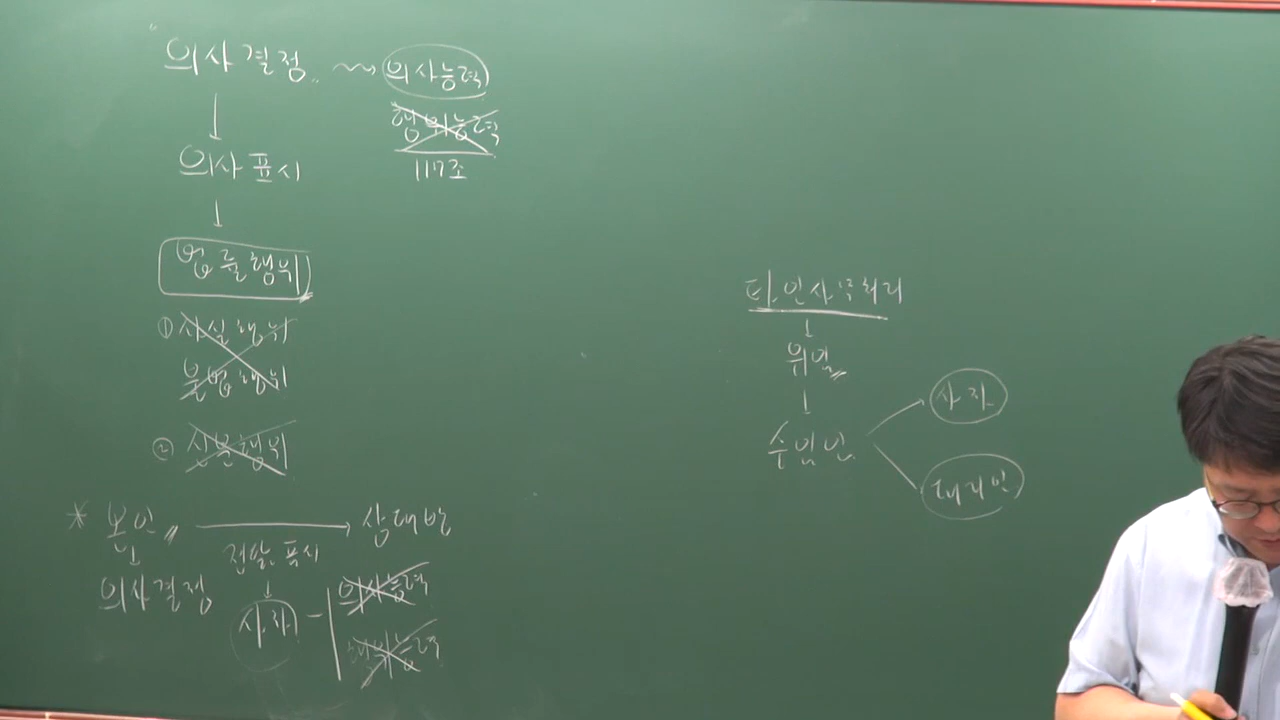 의사결정 〰→ 의사능력
행위능력
117조
↓
의사표시
↓
법률행위
① 사실행위
불법행위
② 신분행위
* 본인 → 상대방
전달, 표시
의사결정
↓
사자 - 의사능력
행위능력
타인사무처리
↓
위임
↓
수임인
사자
대리인